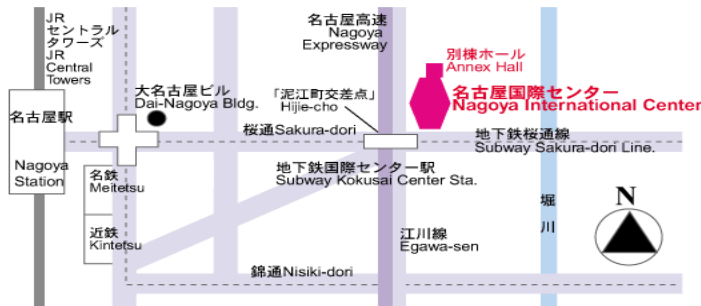 JR
セントラル
タワーズ
JR
Central
Towers
名古屋高速
Nagoya
Expressway
別棟ホール
Annex Hall
名古屋国際センター
Nagoya International Center
大名古屋ビル
Dai-Nagoya Bldg.
「泥江町交差点」
Hijie-cho
名古屋駅
Nagoya
Station
桜通Sakura-dori
地下鉄桜通線
Subway Sakura-dori Line.
名鉄
Meitetsu
地下鉄国際センター駅
Subway Kokusai Center Sta.
近鉄
Kintetsu
江川線
Egawa-sen
堀川
N
錦通Nisiki-dori